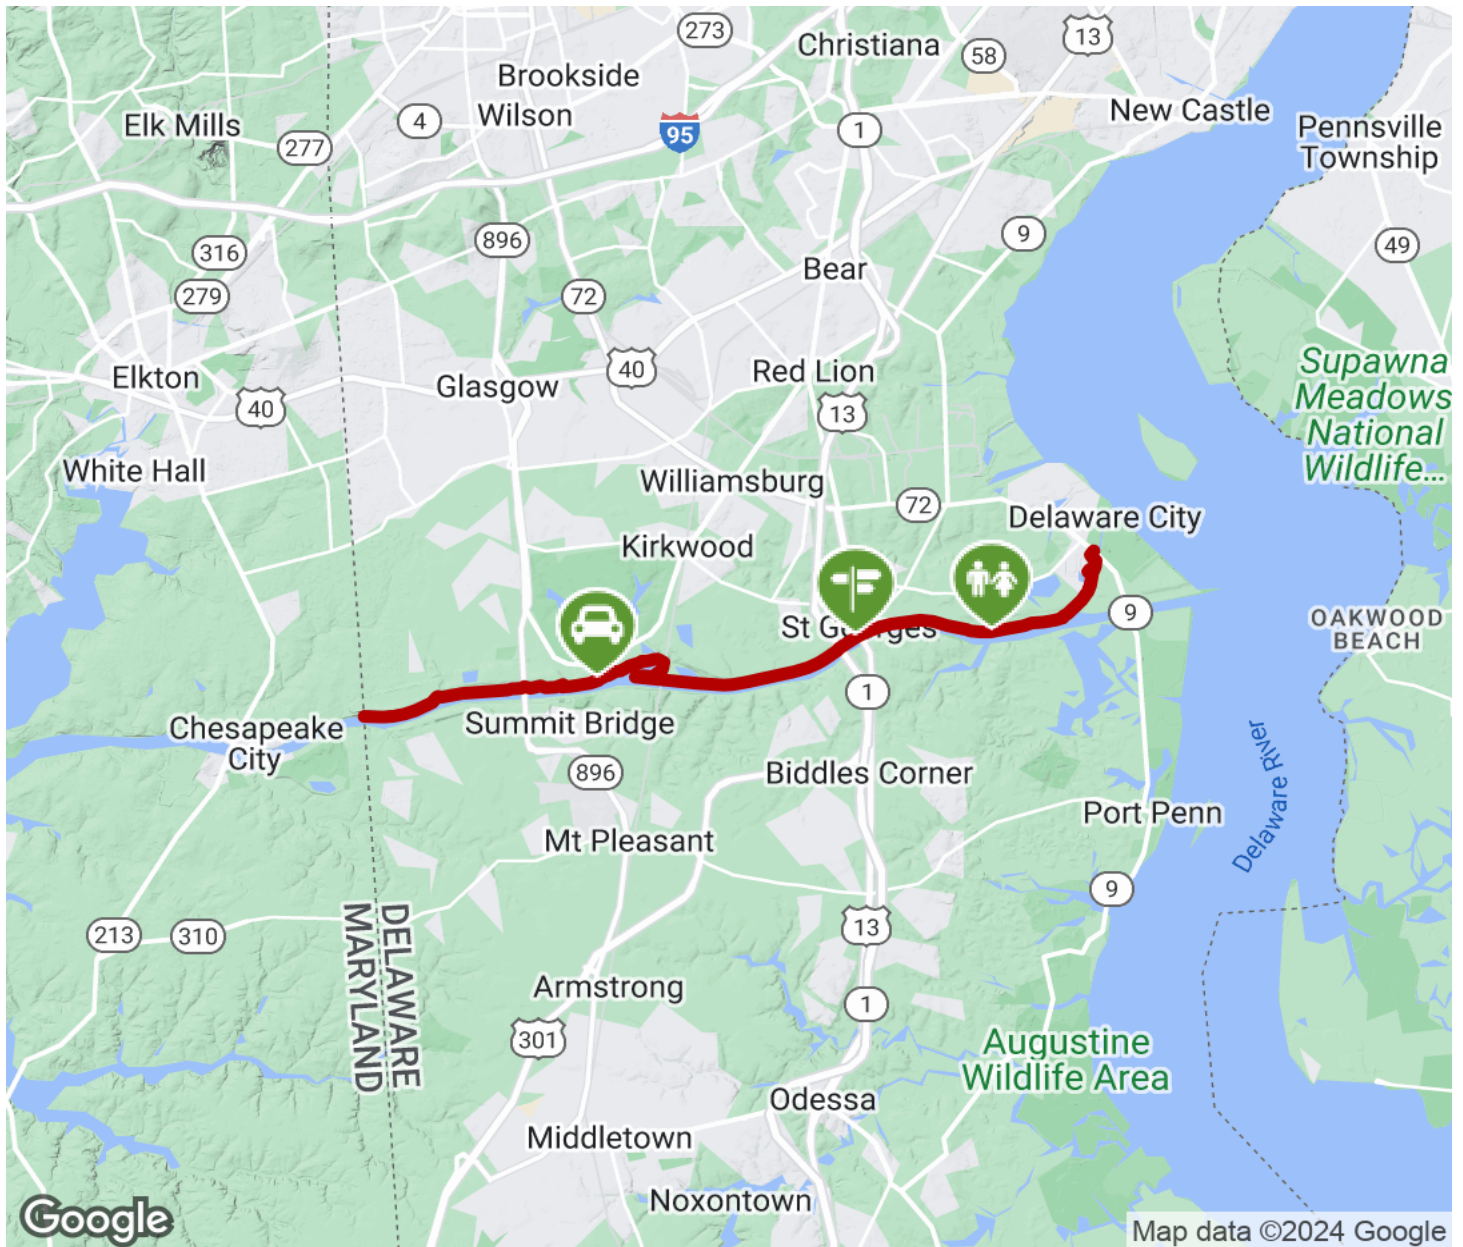 273
Christiana
13
58
Brookside
Wilson
4
Elk Mills
277
95
1
New Castle
Pennsville
Township
316
896
9
49
279
72
Bear
Elkton
40
Glasgow
40
Red Lion
13
Supawna
Meadows
National
Wildlife...
White Hall
Williamsburg
72
Delaware City
Kirkwood
9
OAKWOOD
BEACH
St Georges
1
Chesapeake
City
Summit Bridge
896
Biddles Corner
Delaware River
Mt Pleasant
Port Penn
9
213
310
DELAWARE
MARYLAND
13
Armstrong
1
301
Augustine
Wildlife Area
Odessa
Middletown
Noxontown
Google
Map data ©2024 Google